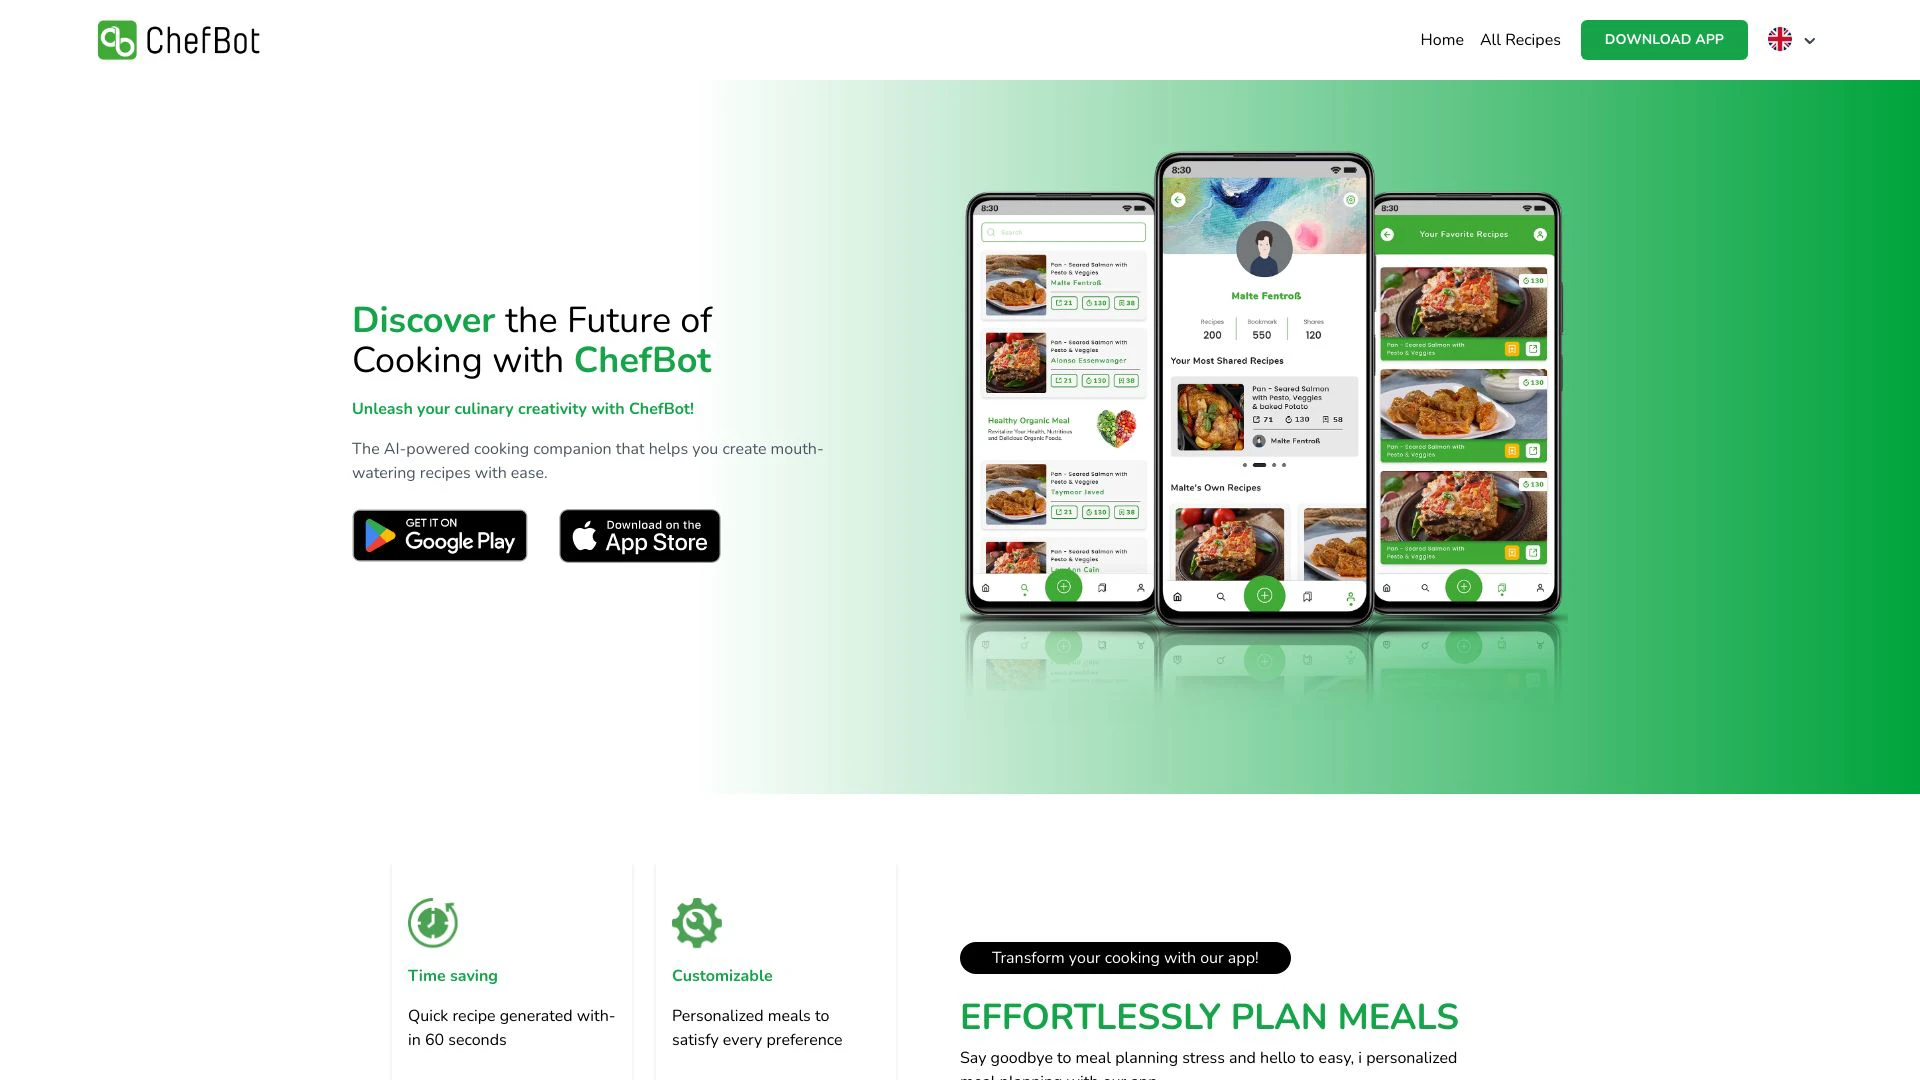 ChefBot
Home
All Recipes
DOWNLOAD APP
Discover the Future of
Cooking with ChefBot
Unleash your culinary creativity with ChefBot!
The AI-powered cooking companion that helps you create mouth-
watering recipes with ease.
GET IT ON
Google Play
Download on the
App Store
8:30
Search
Pan - Seared Salmon with
Pesto & Veggies
Malte Fentroß
21 130 38
Pan - Seared Salmon with
Pesto & Veggies
Alonso Essenwanger
21 130 38
Healthy Organic Meal
Revitalize Your Health, Nutritious
and Delicious Organic Foods.
Pan - Seared Salmon with
Pesto & Veggies
Taymoor Javed
21 130 38
Pan - Seared Salmon with
Pesto & Veggies
Cain
8:30
Malte Fentroß
Recipes Bookmark Shares
200 550 120
Your Most Shared Recipes
Pan - Seared Salmon
with Pesto, Veggies
& baked Potato
71 130 58
Malte Fentroß
Malte's Own Recipes
8:30
Your Favorite Recipes
130
Pan - Seared Salmon with
Pesto & Veggies
130
Pan - Seared Salmon with
Pesto & Veggies
130
Pan - Seared Salmon with
Pesto & Veggies
Time saving
Quick recipe generated with-
in 60 seconds
Customizable
Personalized meals to
satisfy every preference
Transform your cooking with our app!
EFFORTLESSLY PLAN MEALS
Say goodbye to meal planning stress and hello to easy, i personalized
meal planning with our app